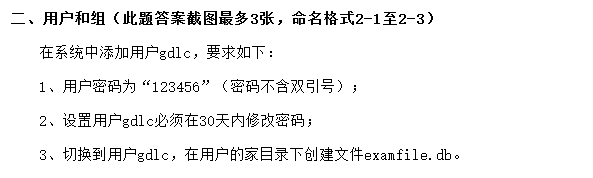 二、用户和组（此题答案截图最多3张，命名格式2-1至2-3）
在系统中添加用户gdlc，要求如下：
1、用户密码为“123456”（密码不含双引号）；
2、设置用户gdlc必须在30天内修改密码；
3、切换到用户gdlc，在用户的家目录下创建文件examfile.db。